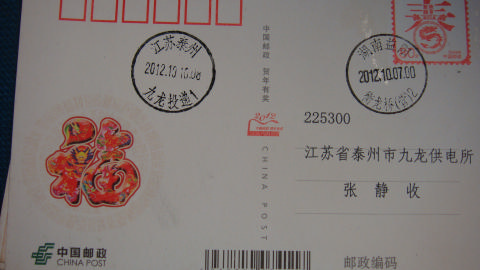 江苏泰州
2012.10.10.08
九龙投递1
中国邮政 贺年有奖
湖南益阳
2012.10.07.00
2012
CHINA POST
225300
江苏省泰州市九龙供电所
张 静 收
福
中国邮政
CHINA POST
邮政编码